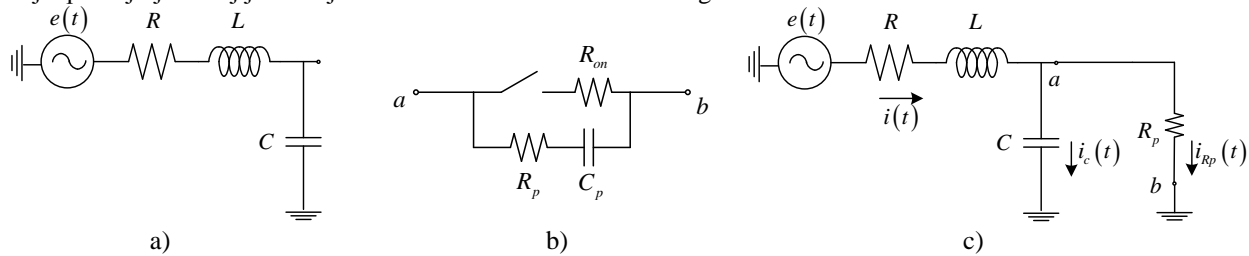 e(t) R L
C
a)
a R_on b
R_p C_p
b)
e(t) R L
a
i(t)
C i_c(t) R_p i_Rp(t)
b
c)